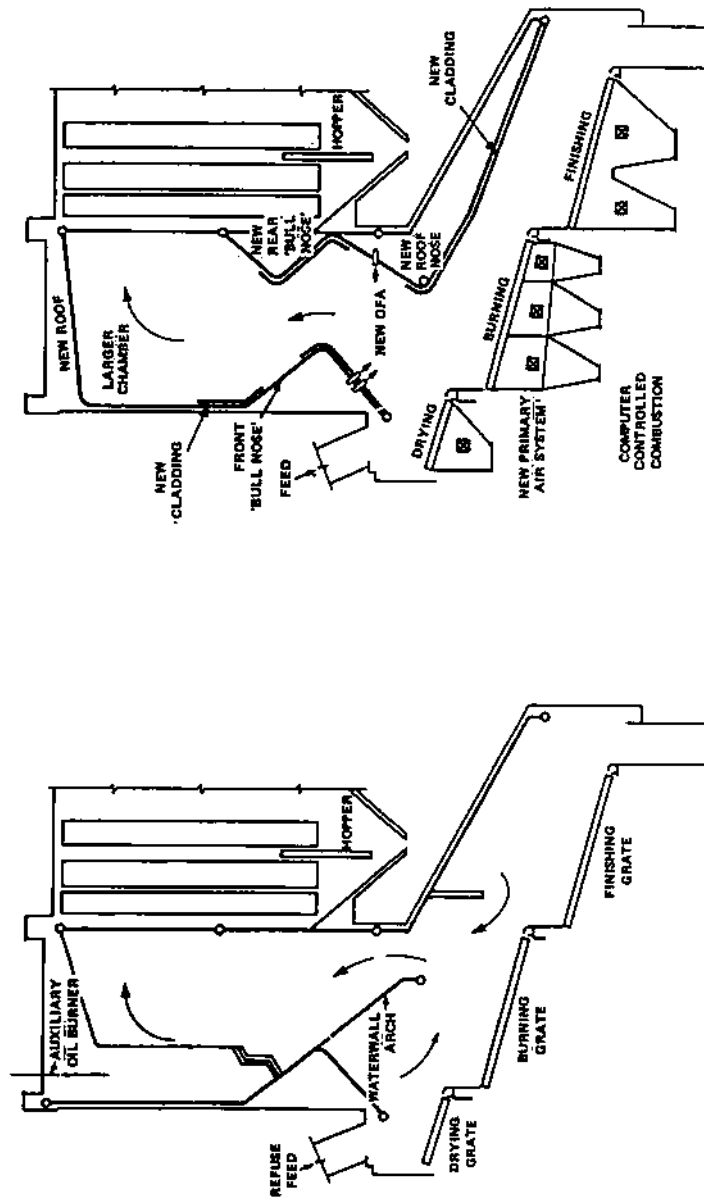 AUXILIARY
OIL BURNER
HOPPER
REFUSE
FEED
WATERWALL
ARCH
DRYING
GRATE
BURNING
GRATE
FINISHING
GRATE
NEW ROOF
LARGER
CHAMBER
NEW
'CLADDING
FRONT
'BULL NOSE'
FEED
NEW
REAR
'BULL
NOSE'
HOPPER
NEW OFA
NEW
ROOF
NOSE
NEW
CLADDING
DRYING
BURNING
FINISHING
NEW PRIMARY
AIR SYSTEM'
COMPUTER
CONTROLLED
COMBUSTION